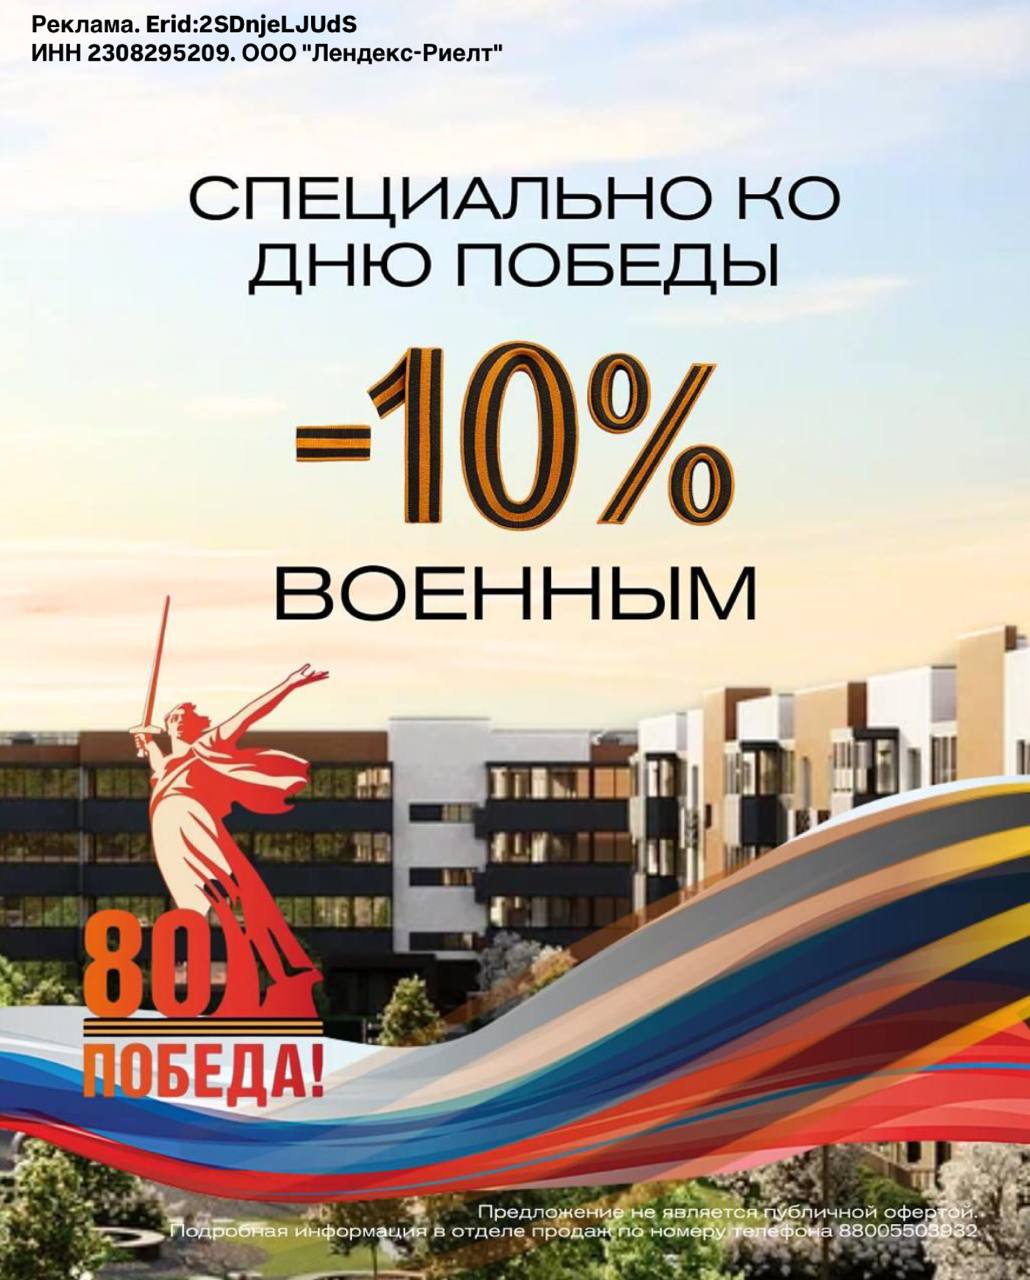 Реклама. Erid:2SDnjeLJUdS
ИНН 2308295209. ООО "Лендекс-Риелт"
СПЕЦИАЛЬНО КО
ДНЮ ПОБЕДЫ
-10%
ВОЕННЫМ
80
ПОБЕДА!
Предложение не является публичной офертой.
Подробная информация в отделе продаж по номеру телефона 88005503932